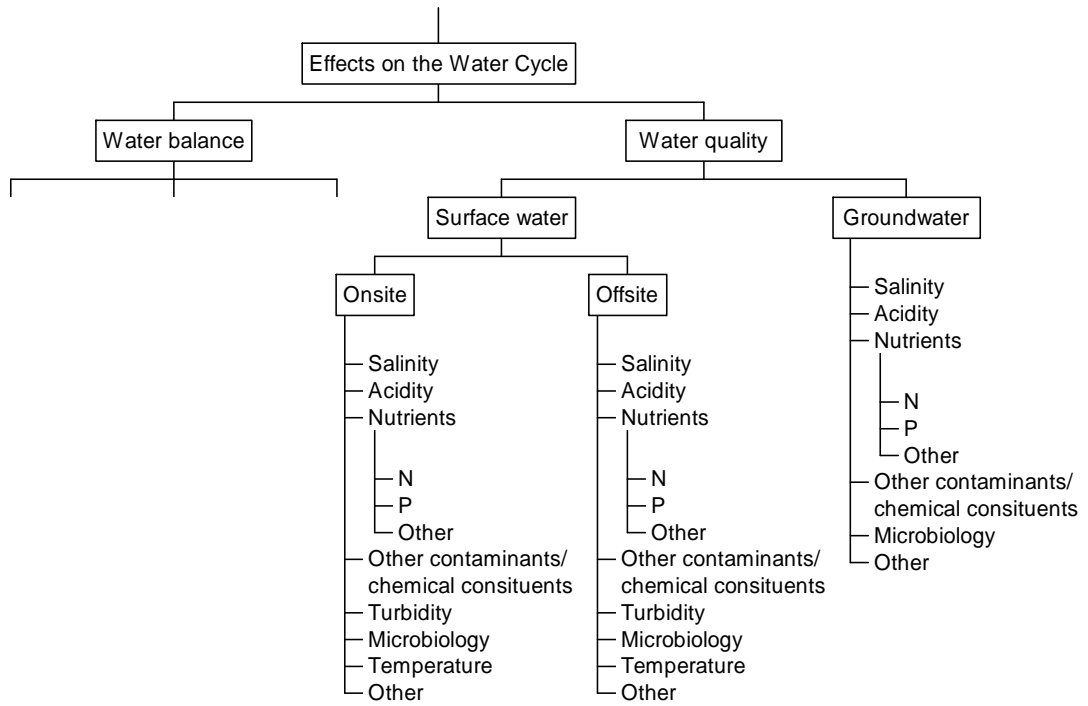 Effects on the Water Cycle
Water balance
Water quality
Surface water
Groundwater
Onsite
Offsite
Salinity
Acidity
Nutrients
N
P
Other
Other contaminants/
chemical consituents
Turbidity
Microbiology
Temperature
Other
Salinity
Acidity
Nutrients
N
P
Other
Other contaminants/
chemical consituents
Turbidity
Microbiology
Temperature
Other
Salinity
Acidity
Nutrients
N
P
Other
Other contaminants/
chemical consituents
Microbiology
Other